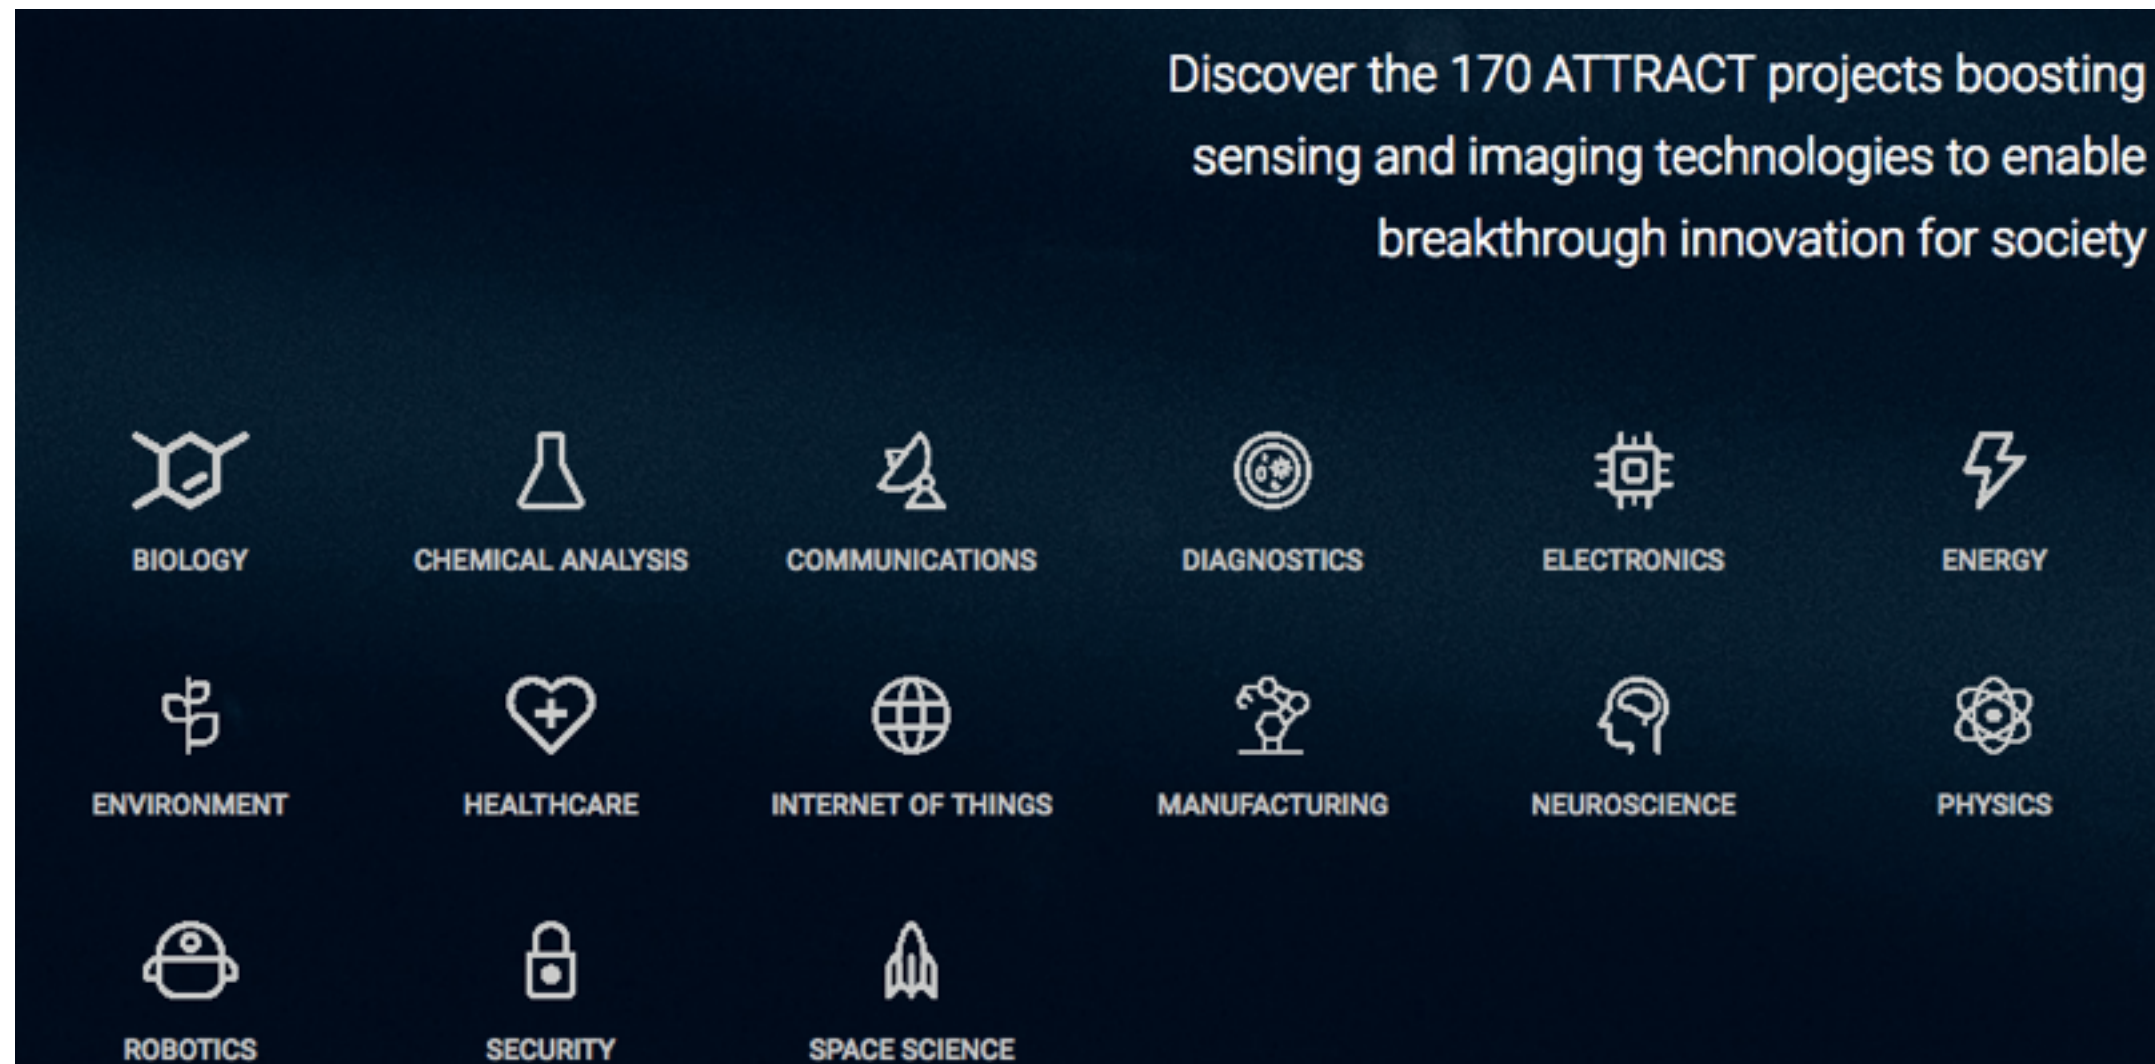 Discover the 170 ATTRACT projects boosting
sensing and imaging technologies to enable
breakthrough innovation for society
BIOLOGY
CHEMICAL ANALYSIS
COMMUNICATIONS
DIAGNOSTICS
ELECTRONICS
ENERGY
ENVIRONMENT
HEALTHCARE
INTERNET OF THINGS
MANUFACTURING
NEUROSCIENCE
PHYSICS
ROBOTICS
SECURITY
SPACE SCIENCE